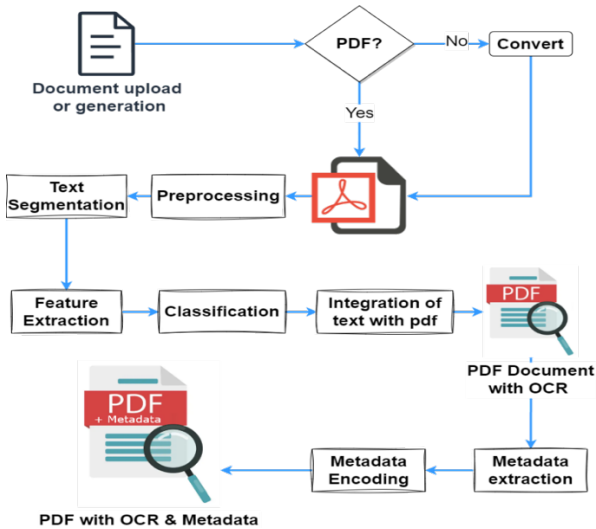 Document upload
or generation
PDF?
No
Convert
Yes
Text
Segmentation
Preprocessing
Feature
Extraction
Classification
Integration of
text with pdf
PDF
PDF Document
with OCR
PDF
+ Metadata
Metadata
Encoding
Metadata
extraction
PDF with OCR & Metadata